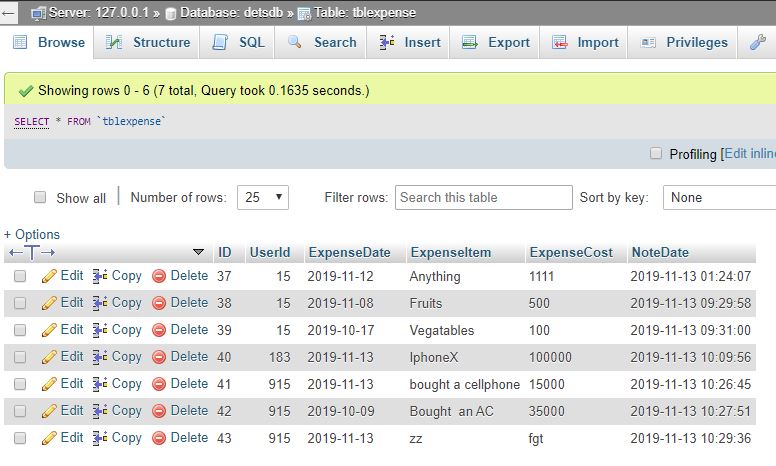 Server: 127.0.0.1 » Database: detsdb » Table: tblexpense
Browse Structure SQL Search Insert Export Import Privileges
Showing rows 0 - 6 (7 total, Query took 0.1635 seconds.)
SELECT * FROM `tblexpense`
Profiling [Edit inline
Show all Number of rows: 25 Filter rows: Search this table Sort by key: None
+ Options
ID UserId ExpenseDate ExpenseItem ExpenseCost NoteDate
Edit Copy Delete 37 15 2019-11-12 Anything 1111 2019-11-13 01:24:07
Edit Copy Delete 38 15 2019-11-08 Fruits 500 2019-11-13 09:29:58
Edit Copy Delete 39 15 2019-10-17 Vegatables 100 2019-11-13 09:31:00
Edit Copy Delete 40 183 2019-11-13 IphoneX 100000 2019-11-13 10:09:56
Edit Copy Delete 41 915 2019-11-13 bought a cellphone 15000 2019-11-13 10:26:45
Edit Copy Delete 42 915 2019-10-09 Bought an AC 35000 2019-11-13 10:27:51
Edit Copy Delete 43 915 2019-11-13 zz fgt 2019-11-13 10:29:36